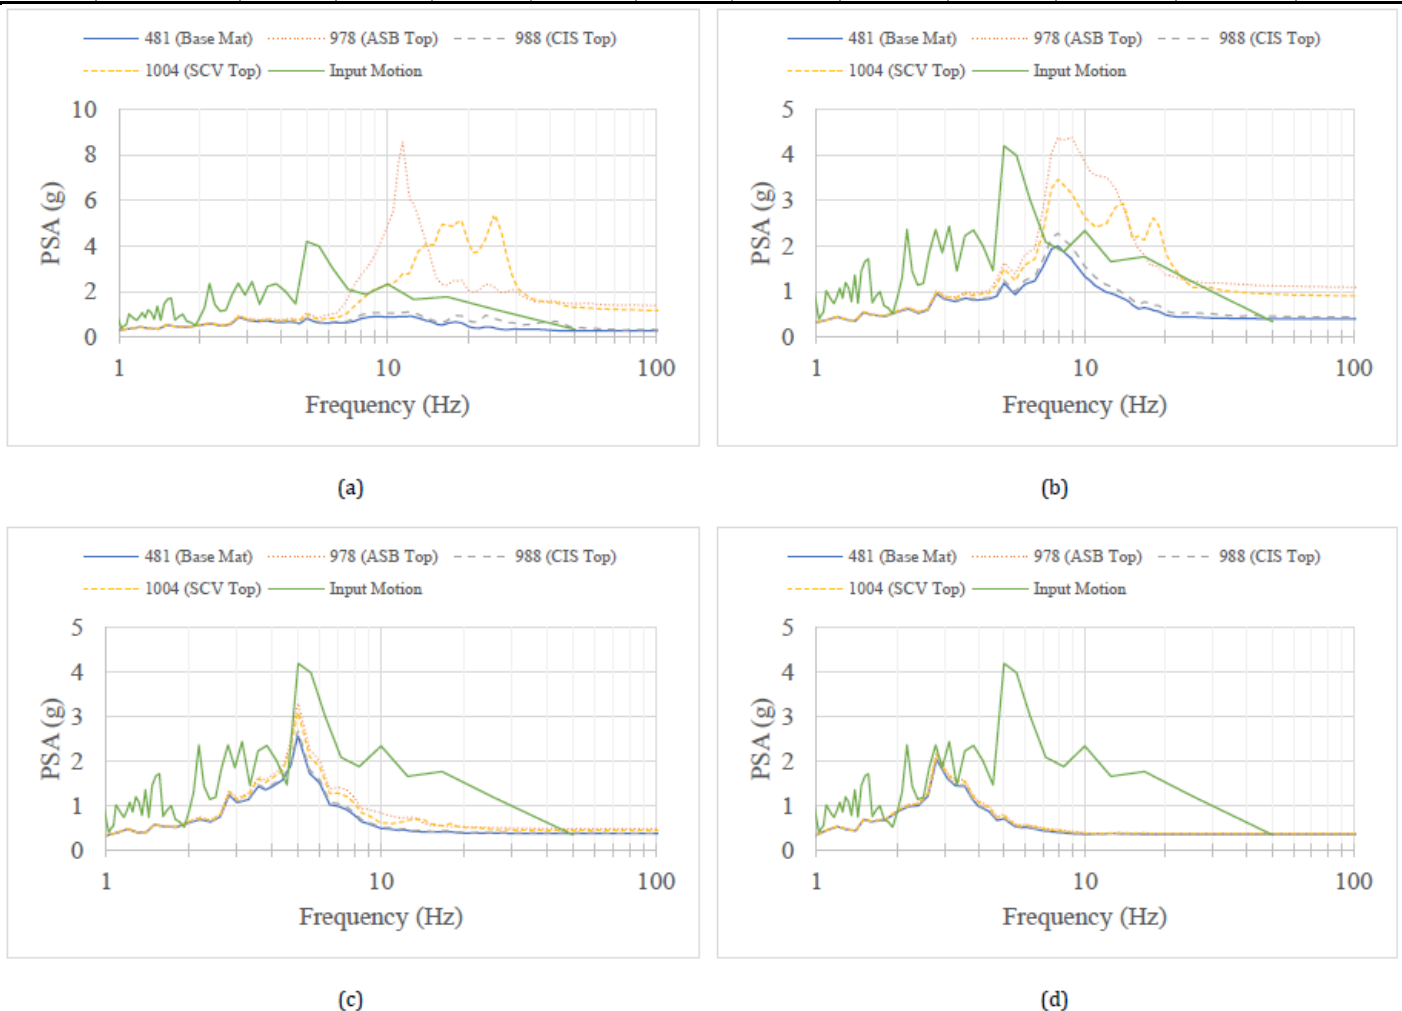 481 (Base Mat) 978 (ASB Top) 988 (CIS Top)
1004 (SCV Top) Input Motion
10
8
6
4
2
0
PSA (g)
1 10 100
Frequency (Hz)
(a)
481 (Base Mat) 978 (ASB Top) 988 (CIS Top)
1004 (SCV Top) Input Motion
5
4
3
2
1
0
PSA (g)
1 10 100
Frequency (Hz)
(b)
481 (Base Mat) 978 (ASB Top) 988 (CIS Top)
1004 (SCV Top) Input Motion
5
4
3
2
1
0
PSA (g)
1 10 100
Frequency (Hz)
(c)
481 (Base Mat) 978 (ASB Top) 988 (CIS Top)
1004 (SCV Top) Input Motion
5
4
3
2
1
0
PSA (g)
1 10 100
Frequency (Hz)
(d)